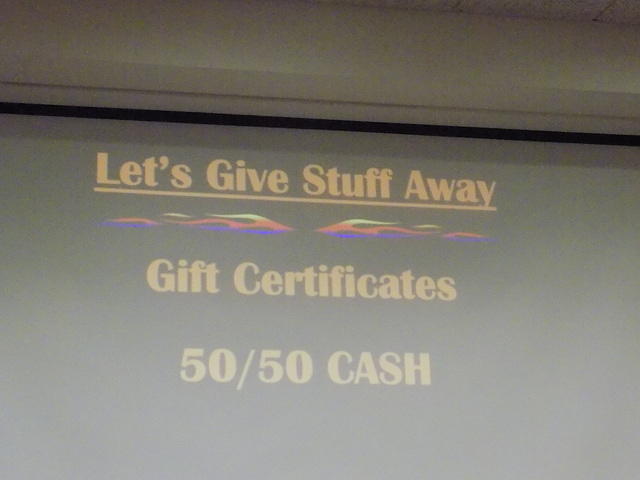 Let's Give Stuff Away
Gift Certificates
50/50 CASH